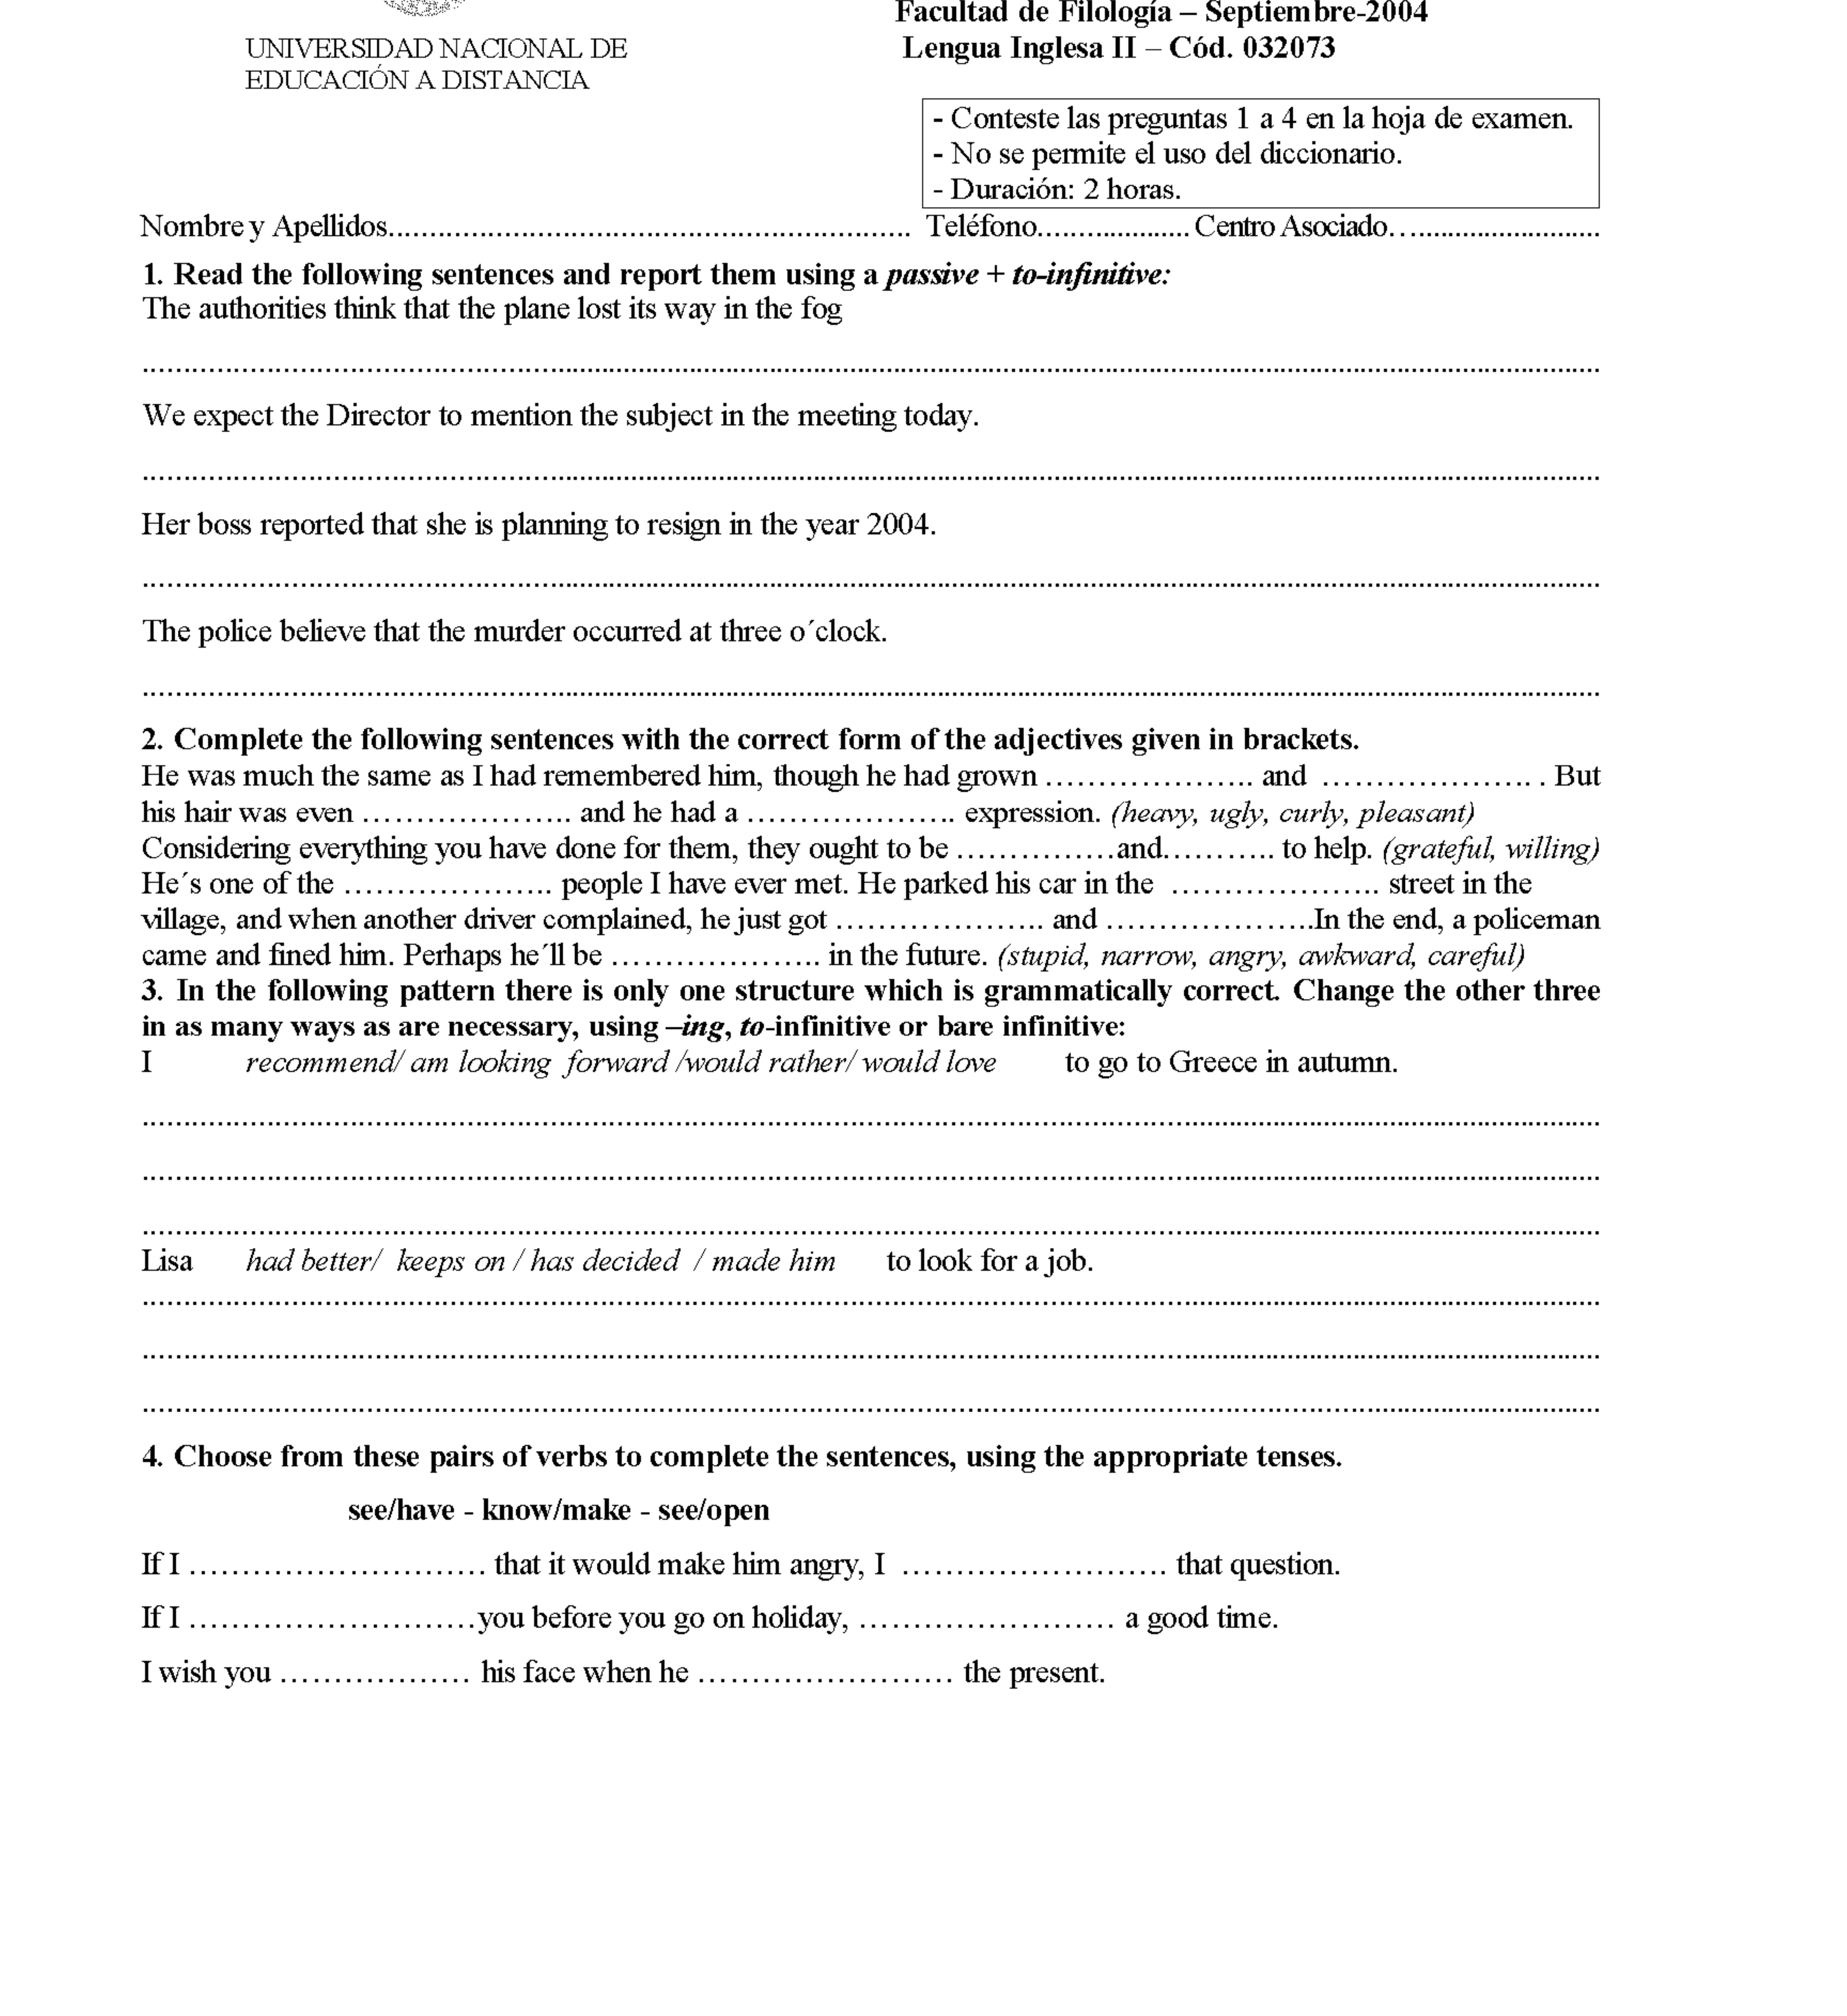 Facultad de Filología – Septiembre-2004
UNIVERSIDAD NACIONAL DE
EDUCACIÓN A DISTANCIA
Lengua Inglesa II – Cód. 032073
- Conteste las preguntas 1 a 4 en la hoja de examen.
- No se permite el uso del diccionario.
- Duración: 2 horas.
Nombre y Apellidos............................................................... Teléfono................... Centro Asociado............................
1. Read the following sentences and report them using a passive + to-infinitive:
The authorities think that the plane lost its way in the fog
................................................................................
We expect the Director to mention the subject in the meeting today.
................................................................................
Her boss reported that she is planning to resign in the year 2004.
................................................................................
The police believe that the murder occurred at three o´clock.
................................................................................
2. Complete the following sentences with the correct form of the adjectives given in brackets.
He was much the same as I had remembered him, though he had grown ………………... and ………………… . But
his hair was even ……………….. and he had a ……………….. expression. (heavy, ugly, curly, pleasant)
Considering everything you have done for them, they ought to be ……………and……….. to help. (grateful, willing)
He´s one of the ……………….. people I have ever met. He parked his car in the ……………….. street in the
village, and when another driver complained, he just got ……………….. and ………………..In the end, a policeman
came and fined him. Perhaps he´ll be ……………….. in the future. (stupid, narrow, angry, awkward, careful)
3. In the following pattern there is only one structure which is grammatically correct. Change the other three
in as many ways as are necessary, using –ing, to-infinitive or bare infinitive:
I recommend/ am looking forward /would rather/ would love to go to Greece in autumn.
................................................................................
................................................................................
................................................................................
Lisa had better/ keeps on / has decided / made him to look for a job.
................................................................................
................................................................................
................................................................................
4. Choose from these pairs of verbs to complete the sentences, using the appropriate tenses.
see/have - know/make - see/open
If I ………………………. that it would make him angry, I ……………………. that question.
If I ………………………you before you go on holiday, …………………… a good time.
I wish you ……………… his face when he …………………… the present.